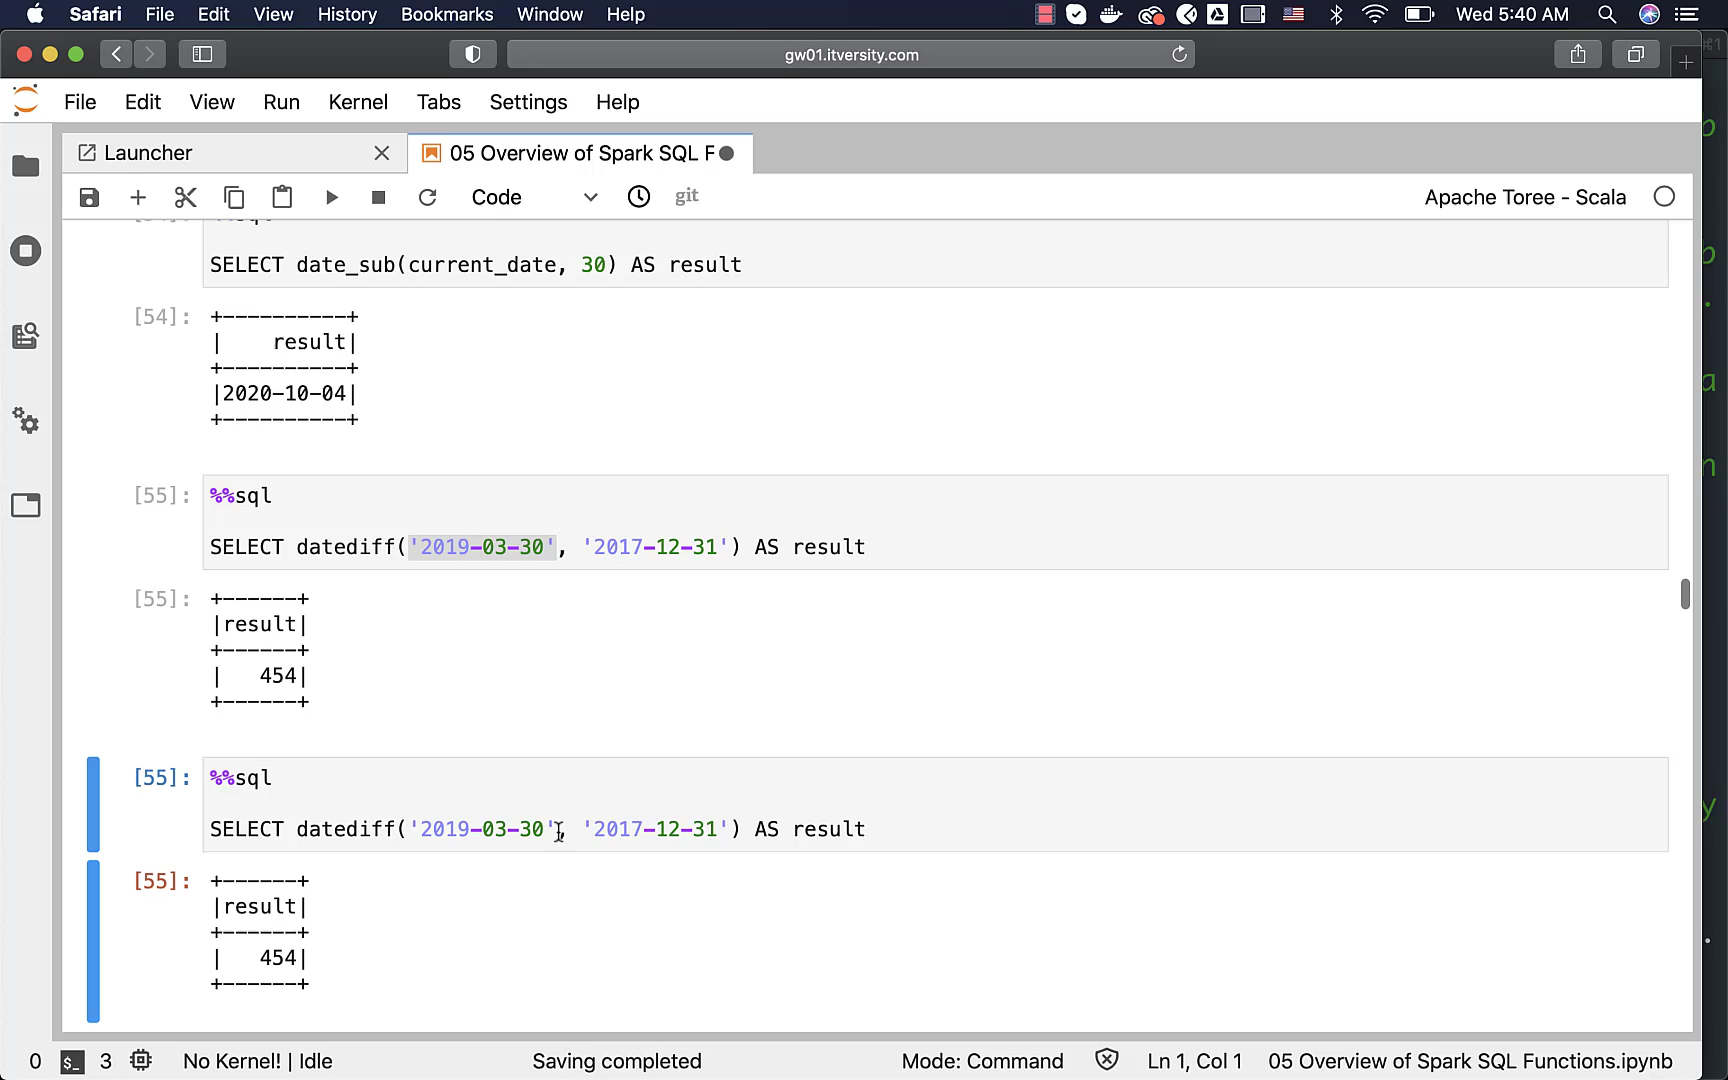 Safari File Edit View History Bookmarks Window Help Wed 5:40 AM
gw01.itversity.com
File Edit View Run Kernel Tabs Settings Help
Launcher 05 Overview of Spark SQL F
Code git Apache Toree - Scala
SELECT date_sub(current_date, 30) AS result
[54]: +----------+
|    result|
+----------+
|2020-10-04|
+----------+
[55]: %%sql
SELECT datediff('2019-03-30', '2017-12-31') AS result
[55]: +------+
|result|
+------+
|   454|
+------+
[55]: %%sql
SELECT datediff('2019-03-30', '2017-12-31') AS result
[55]: +------+
|result|
+------+
|   454|
+------+
0 $_ 3 No Kernel! | Idle Saving completed Mode: Command Ln 1, Col 1 05 Overview of Spark SQL Functions.ipynb